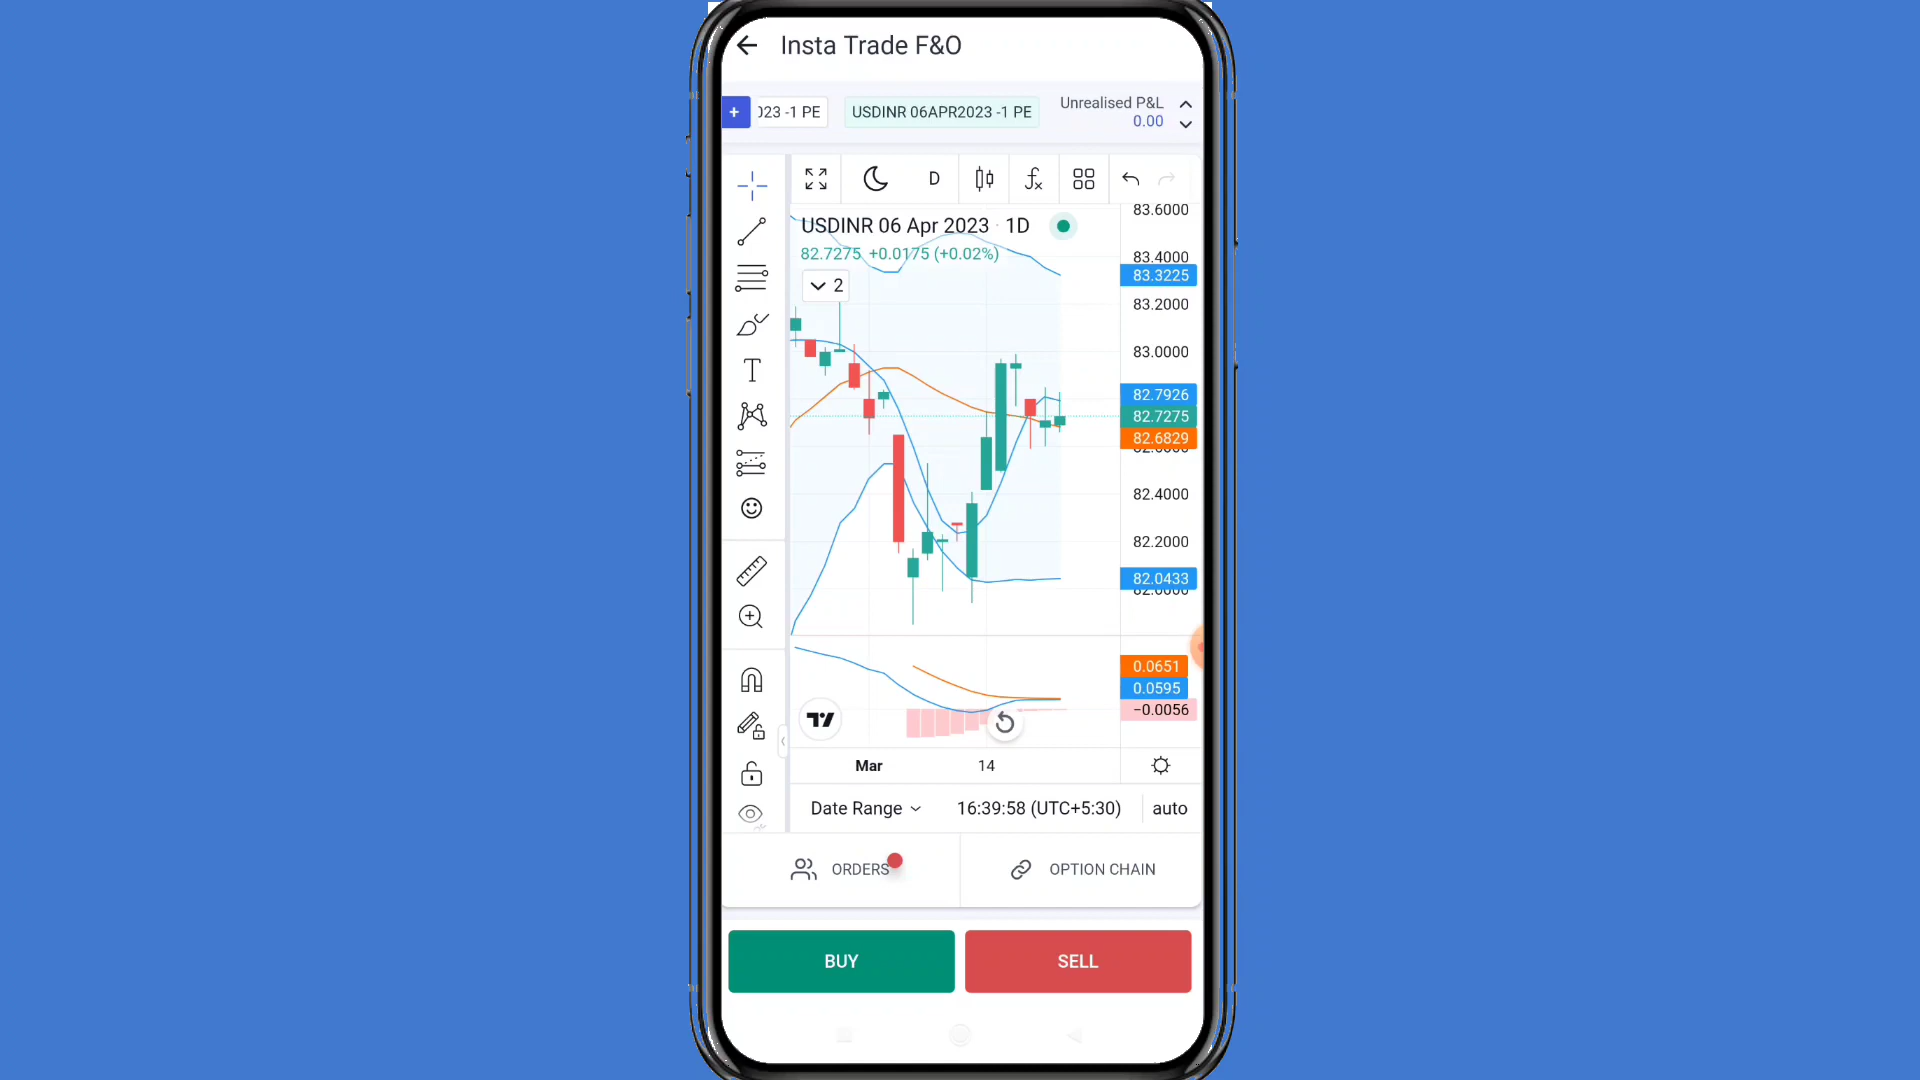 Insta Trade F&O
+ 023 -1 PE USDINR 06APR2023 -1 PE Unrealised P&L
0.00
D
USDINR 06 Apr 2023 · 1D
82.7275 +0.0175 (+0.02%)
2
83.6000
83.4000
83.3225
83.2000
83.0000
82.7926
82.7275
82.6829
82.4000
82.2000
82.0433
82.0000
T
0.0651
0.0595
−0.0056
Mar 14
Date Range 16:39:58 (UTC+5:30) auto
ORDERS OPTION CHAIN
BUY SELL